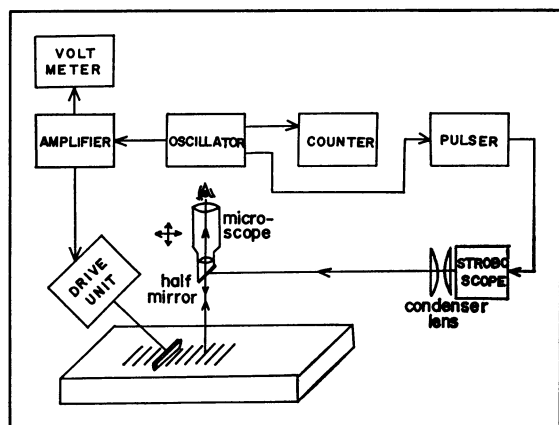 VOLT
METER
AMPLIFIER
OSCILLATOR
COUNTER
PULSER
micro-
scope
half
mirror
DRIVE
UNIT
STROBO
SCOPE
condenser
lens